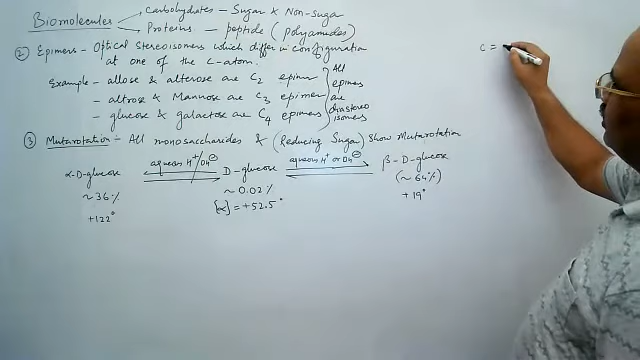 Biomolecules
Carbohydrates - Sugar X Non-Suga
Proteins - peptide (polyamides)
② Epimers - Optical Stereoisomers which differ in configuration
at one of the C-atom.
Example - allose & alterose are C2 epimer
- altrose & Mannose are C3 epimer
- glucose & galactose are C4 epimers
All
epimers
are
diastereo
isomers
③ Mutarotation - All monosaccharides & (Reducing Sugar) Show Mutarotation
α-D-glucose aqueous H⁺/OH⁻ D-glucose aqueous H⁺ or OH⁻ β-D-glucose
~36% ~0.02% (~64%)
+122° [α] = +52.5° +19°
C =